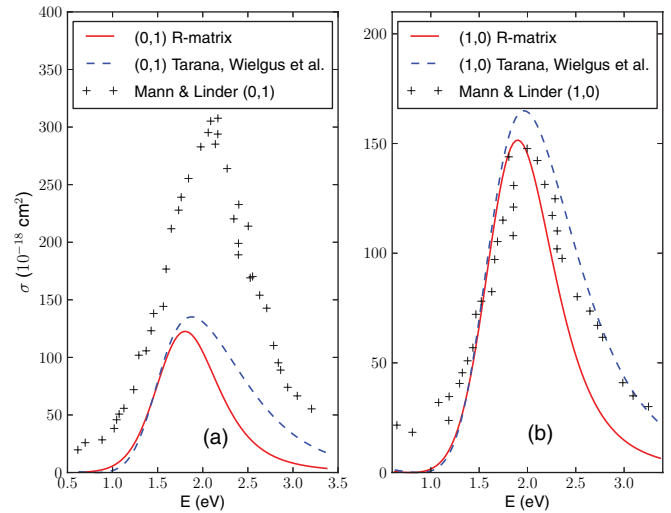 400
350
300
250
200
150
100
50
0
σ (10⁻¹⁸ cm²)
(0,1) R-matrix
(0,1) Tarana, Wielgus et al.
Mann & Linder (0,1)
(a)
0.5 1.0 1.5 2.0 2.5 3.0 3.5
E (eV)
200
150
100
50
0
(1,0) R-matrix
(1,0) Tarana, Wielgus et al.
Mann & Linder (1,0)
(b)
1.0 1.5 2.0 2.5 3.0
E (eV)